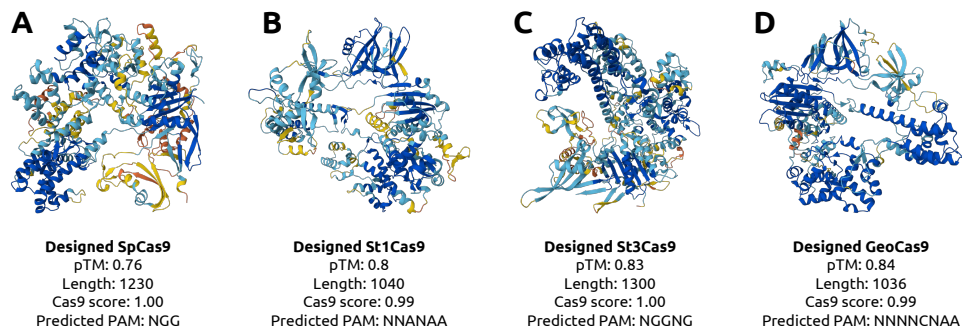 A
B
C
D
Designed SpCas9
pTM: 0.76
Length: 1230
Cas9 score: 1.00
Predicted PAM: NGG
Designed St1Cas9
pTM: 0.8
Length: 1040
Cas9 score: 0.99
Predicted PAM: NNANAA
Designed St3Cas9
pTM: 0.83
Length: 1300
Cas9 score: 1.00
Predicted PAM: NGGNG
Designed GeoCas9
pTM: 0.84
Length: 1036
Cas9 score: 0.99
Predicted PAM: NNNNCNAA